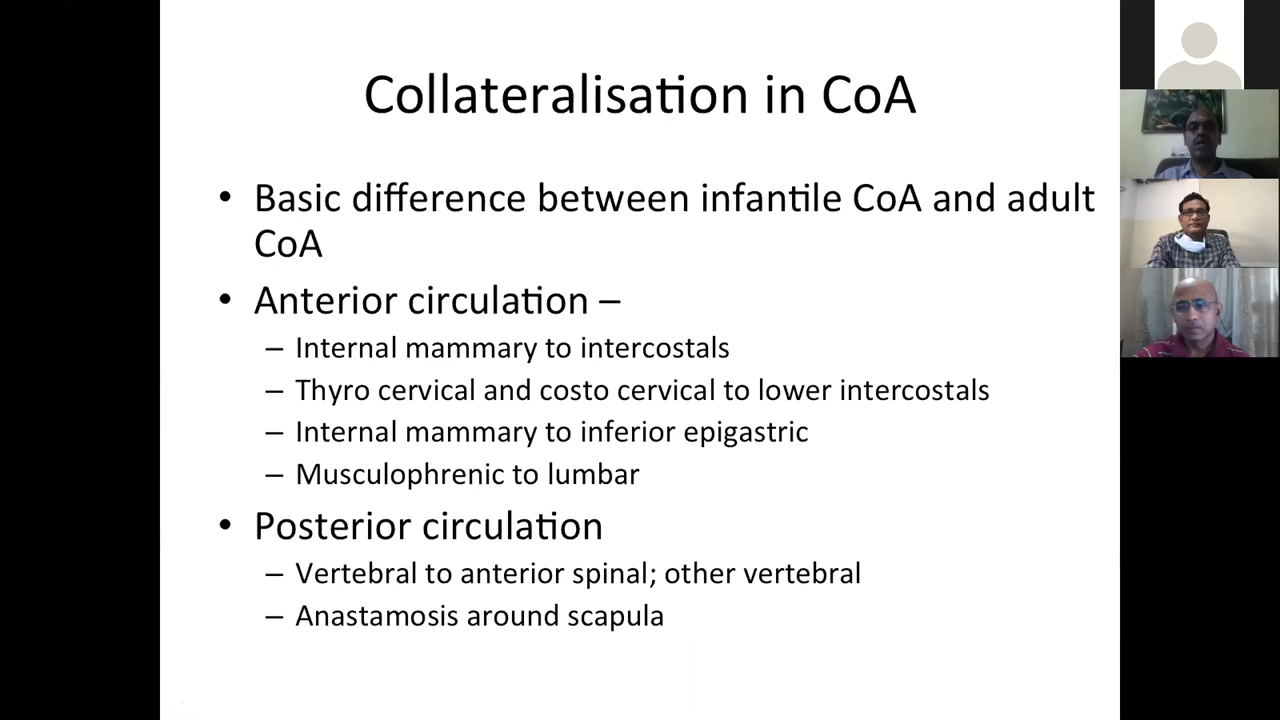 Collateralisation in CoA
• Basic difference between infantile CoA and adult
CoA
• Anterior circulation –
– Internal mammary to intercostals
– Thyro cervical and costo cervical to lower intercostals
– Internal mammary to inferior epigastric
– Musculophrenic to lumbar
• Posterior circulation
– Vertebral to anterior spinal; other vertebral
– Anastamosis around scapula